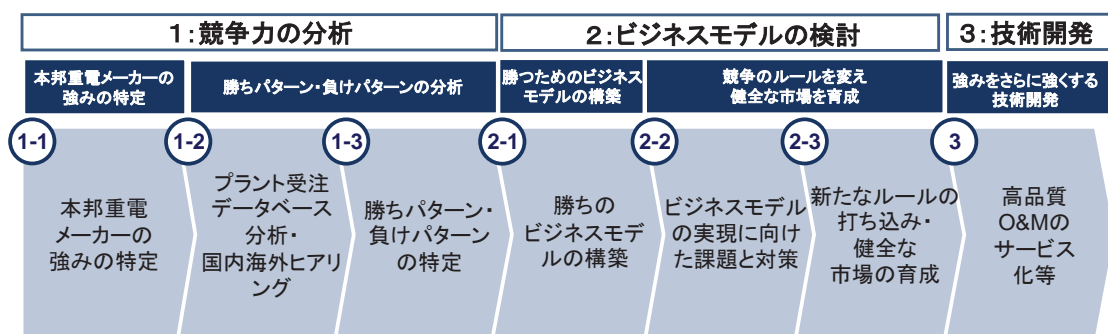 1:競争力の分析
2:ビジネスモデルの検討
3:技術開発
本邦重電メーカーの
強みの特定
勝ちパターン・負けパターンの分析
勝つためのビジネス
モデルの構築
競争のルールを変え
健全な市場を育成
強みをさらに強くする
技術開発
1-1
1-2
1-3
2-1
2-2
2-3
3
本邦重電
メーカーの
強みの特定
プラント受注
データベース
分析・
国内海外ヒアリ
ング
勝ちパターン・
負けパターン
の特定
勝ちの
ビジネスモデ
ルの構築
ビジネスモデル
の実現に向け
た課題と対策
新たなルールの
打ち込み・
健全な
市場の育成
高品質
O&Mの
サービス
化等